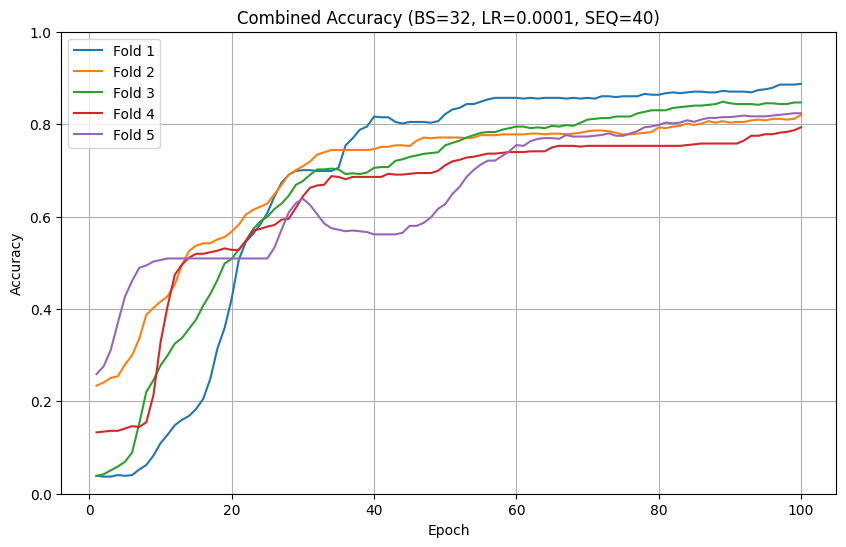 Combined Accuracy (BS=32, LR=0.0001, SEQ=40)
Fold 1
Fold 2
Fold 3
Fold 4
Fold 5
Accuracy
1.0
0.8
0.6
0.4
0.2
0.0
0 20 40 60 80 100
Epoch